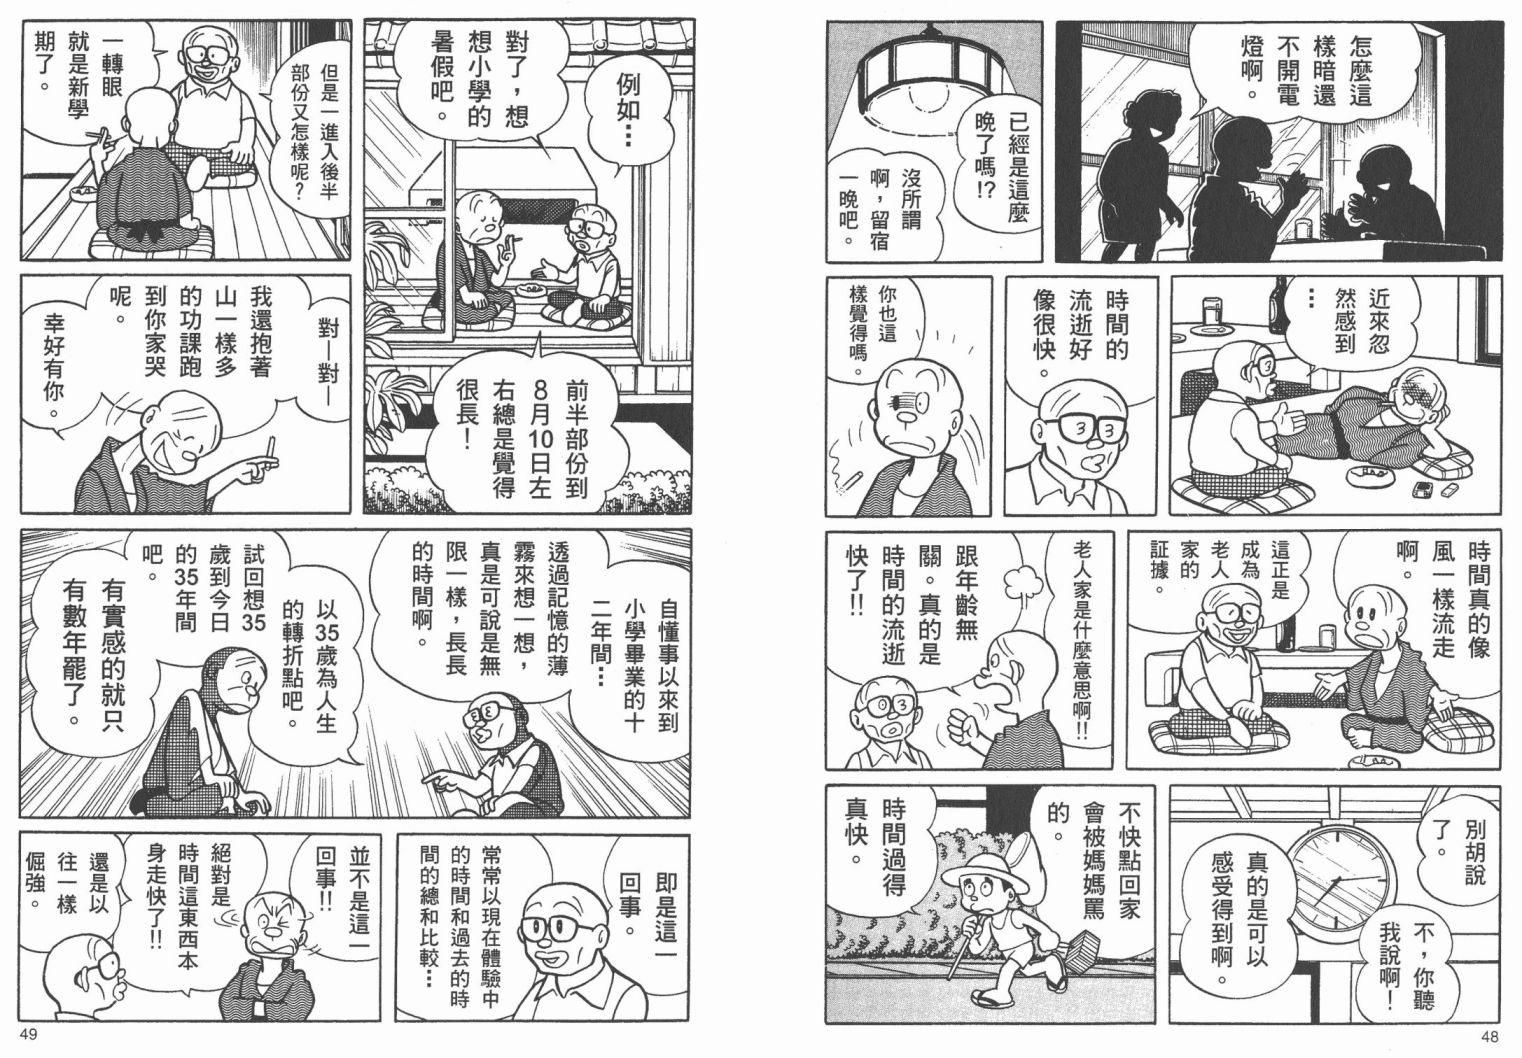 怎麼這
樣暗還
不開電
燈啊。
已經是這麼
晚了嗎!?
沒所謂
啊，留宿
一晚吧。
近來忽
然感到
…
時間的
流逝好
像很快。
你也這
樣覺得嗎。
時間真的像
風一樣流走
啊。
這正是
成為
老人
家的
証據。
老人家是什麼意思啊!!
跟年齡無
關。真的是
時間的流逝
快了!!
別胡說
了。
不，你聽
我說啊！
真的是可以
感受得到啊。
不快點回家
會被媽媽罵
的。
時間過得
真快。
48
例如…
對了，想
想小學的
暑假吧。
前半部份到
8月10日左
右總是覺得
很長！
但是一進入後半
部份又怎樣呢？
一轉眼
就是新學
期了。
對—對—
我還抱著
山一樣多
的功課跑
到你家哭
呢。
幸好有你。
自懂事以來到
小學畢業的十
二年間…
透過記憶的薄
霧來想一想，
真是可說是無
限一樣，長長
的時間啊。
以35歲為人生
的轉折點吧。
試回想35
歲到今日
的35年間
吧。
有實感的就只
有數年罷了。
即是這一
回事。
常常以現在體驗中
的時間和過去的時
間的總和比較…
並不是這一
回事!!
絕對是
時間這東西本
身走快了!!
還是以
往一樣
倔強。
49